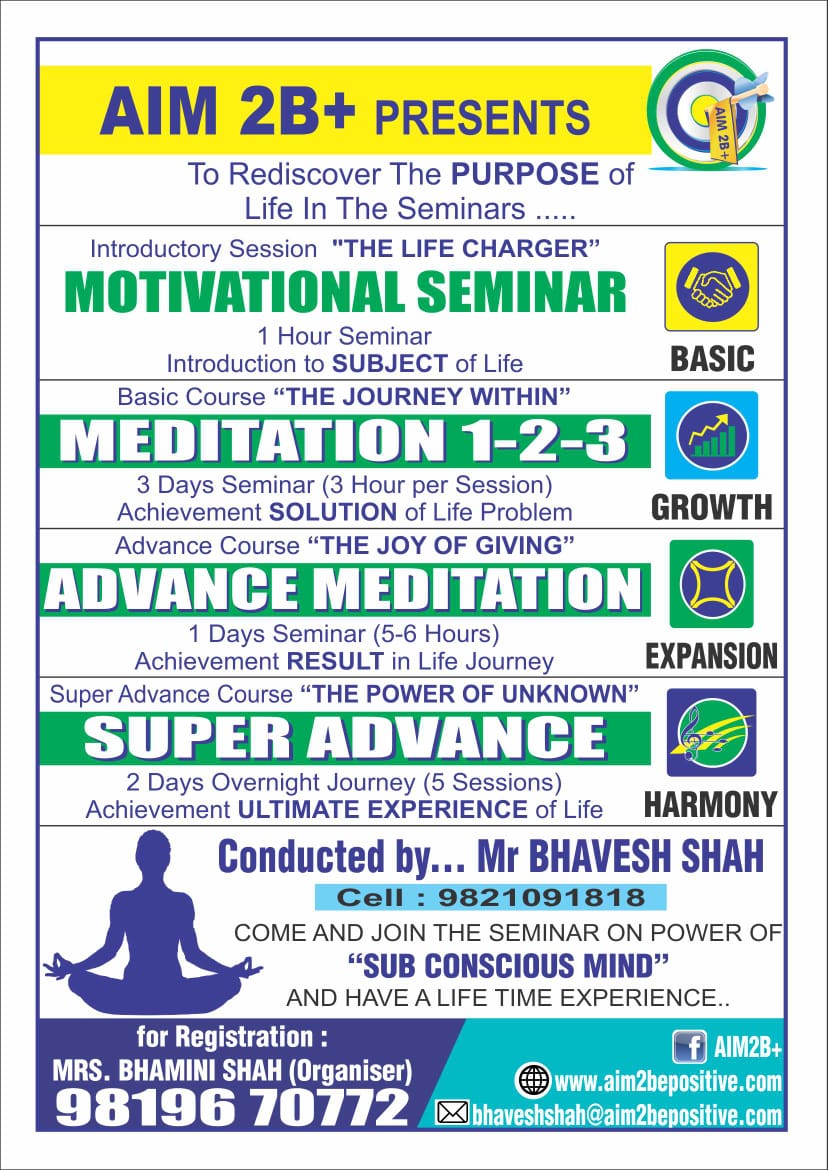 AIM 2B+ PRESENTS
AIM 2B+
To Rediscover The PURPOSE of
Life In The Seminars .....
Introductory Session "THE LIFE CHARGER”
MOTIVATIONAL SEMINAR
1 Hour Seminar
Introduction to SUBJECT of Life
BASIC
Basic Course “THE JOURNEY WITHIN”
MEDITATION 1-2-3
3 Days Seminar (3 Hour per Session)
Achievement SOLUTION of Life Problem
GROWTH
Advance Course “THE JOY OF GIVING”
ADVANCE MEDITATION
1 Days Seminar (5-6 Hours)
Achievement RESULT in Life Journey
EXPANSION
Super Advance Course “THE POWER OF UNKNOWN”
SUPER ADVANCE
2 Days Overnight Journey (5 Sessions)
Achievement ULTIMATE EXPERIENCE of Life
HARMONY
Conducted by... Mr BHAVESH SHAH
Cell : 9821091818
COME AND JOIN THE SEMINAR ON POWER OF
“SUB CONSCIOUS MIND”
AND HAVE A LIFE TIME EXPERIENCE..
for Registration :
MRS. BHAMINI SHAH (Organiser)
98196 70772
f AIM2B+
www.aim2bepositive.com
bhaveshshah@aim2bepositive.com